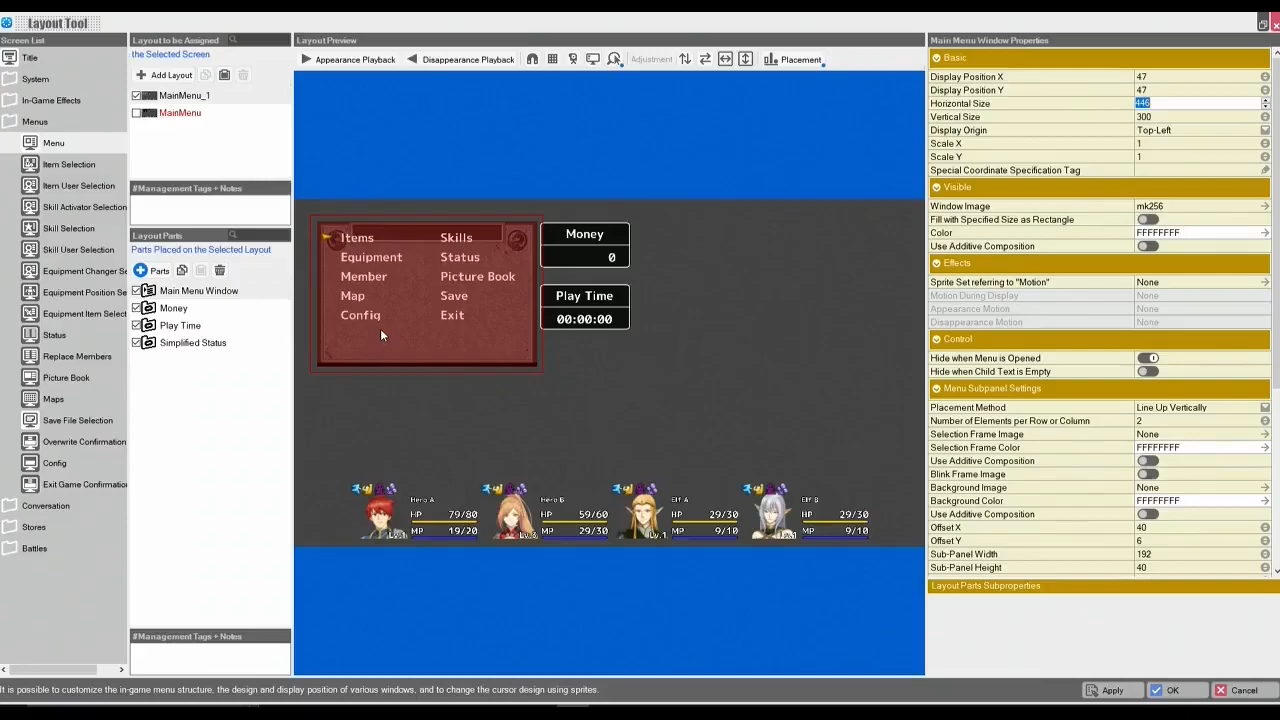 Layout Tool
Screen List
Title
System
In-Game Effects
Menus
Menu
Item Selection
Item User Selection
Skill Activator Selection
Skill Selection
Skill User Selection
Equipment Changer Se
Equipment Position Se
Equipment Item Select
Status
Replace Members
Picture Book
Maps
Save File Selection
Overwrite Confirmation
Config
Exit Game Confirmatio
Conversation
Stores
Battles
Layout to be Assigned
the Selected Screen
Add Layout
MainMenu_1
MainMenu
#Management Tags + Notes
Layout Parts
Parts Placed on the Selected Layout
Parts
Main Menu Window
Money
Play Time
Simplified Status
#Management Tags + Notes
Layout Preview
Appearance Playback
Disappearance Playback
Adjustment
Placement
Items Skills
Equipment Status
Member Picture Book
Map Save
Config Exit
Money
0
Play Time
00:00:00
Hero A
HP 79/80
MP 19/20
Hero B
HP 59/60
MP 29/30
Elf A
HP 29/30
MP 9/10
Lv.1
Elf B
HP 29/30
MP 9/10
Main Menu Window Properties
Basic
Display Position X 47
Display Position Y 47
Horizontal Size 446
Vertical Size 300
Display Origin Top-Left
Scale X 1
Scale Y 1
Special Coordinate Specification Tag
Visible
Window Image mk256
Fill with Specified Size as Rectangle
Color FFFFFFFF
Use Additive Composition
Effects
Sprite Set referring to "Motion" None
Motion During Display None
Appearance Motion None
Disappearance Motion None
Control
Hide when Menu is Opened
Hide when Child Text is Empty
Menu Subpanel Settings
Placement Method Line Up Vertically
Number of Elements per Row or Column 2
Selection Frame Image None
Selection Frame Color FFFFFFFF
Use Additive Composition
Blink Frame Image
Background Image None
Background Color FFFFFFFF
Use Additive Composition
Offset X 40
Offset Y 6
Sub-Panel Width 192
Sub-Panel Height 40
Layout Parts Subproperties
It is possible to customize the in-game menu structure, the design and display position of various windows, and to change the cursor design using sprites.
Apply
OK
Cancel